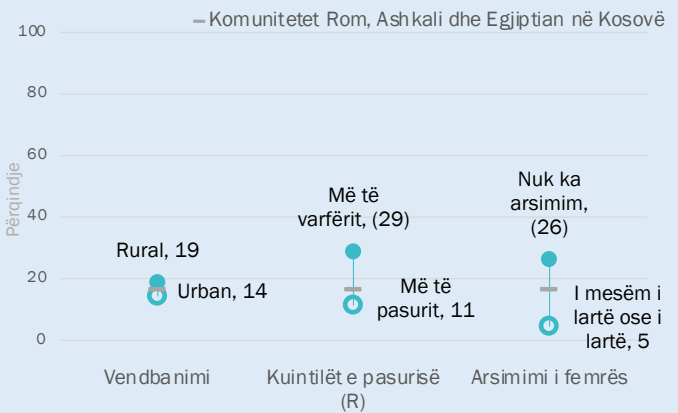 Komunitetet Rom, Ashkali dhe Egjiptian në Kosovë
100
80
60
40
20
0
Përqindje
Rural, 19
Urban, 14
Më të
varfërit, (29)
Më të
pasurit, 11
Nuk ka
arsimim,
(26)
I mesëm i
lartë ose i
lartë, 5
Vendbanimi
Kuintilët e pasurisë
(R)
Arsimimi i femrës